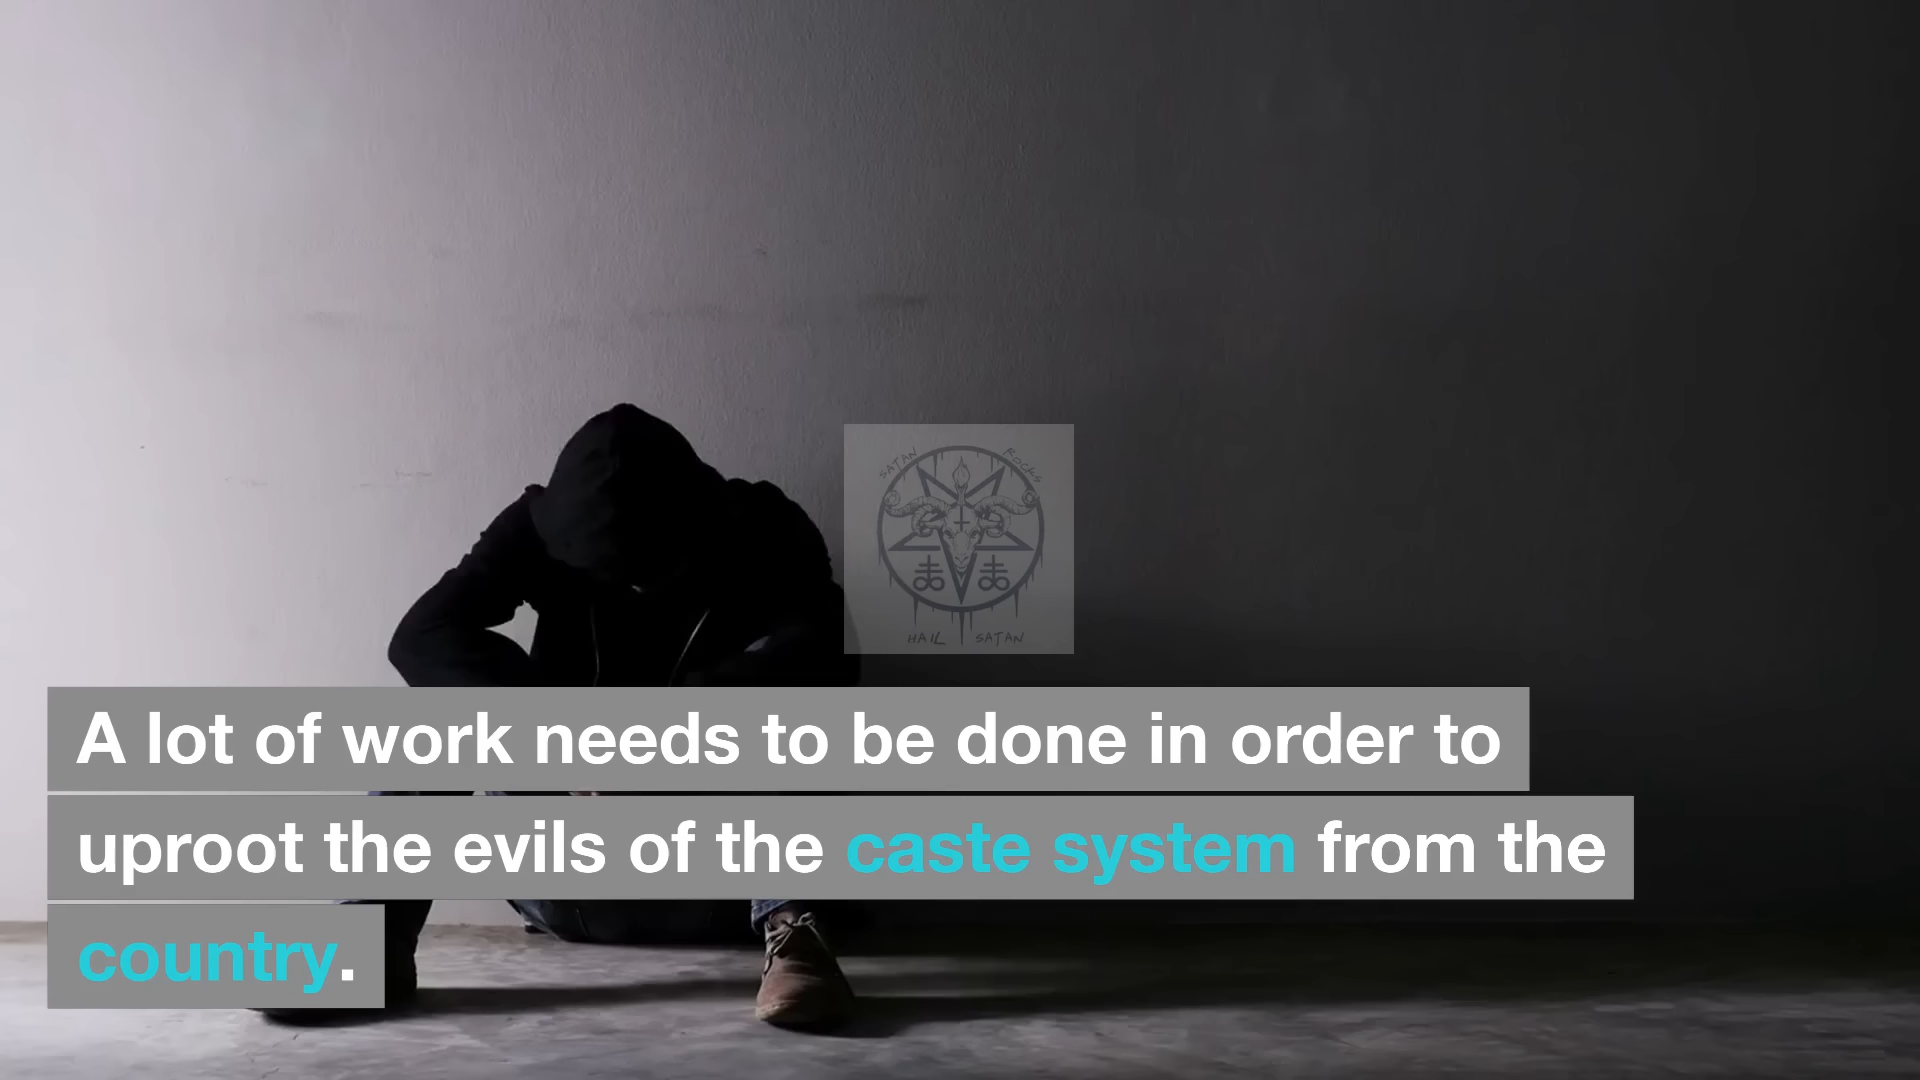 SATAN ROCKS
HAIL SATAN
A lot of work needs to be done in order to
uproot the evils of the caste system from the
country.